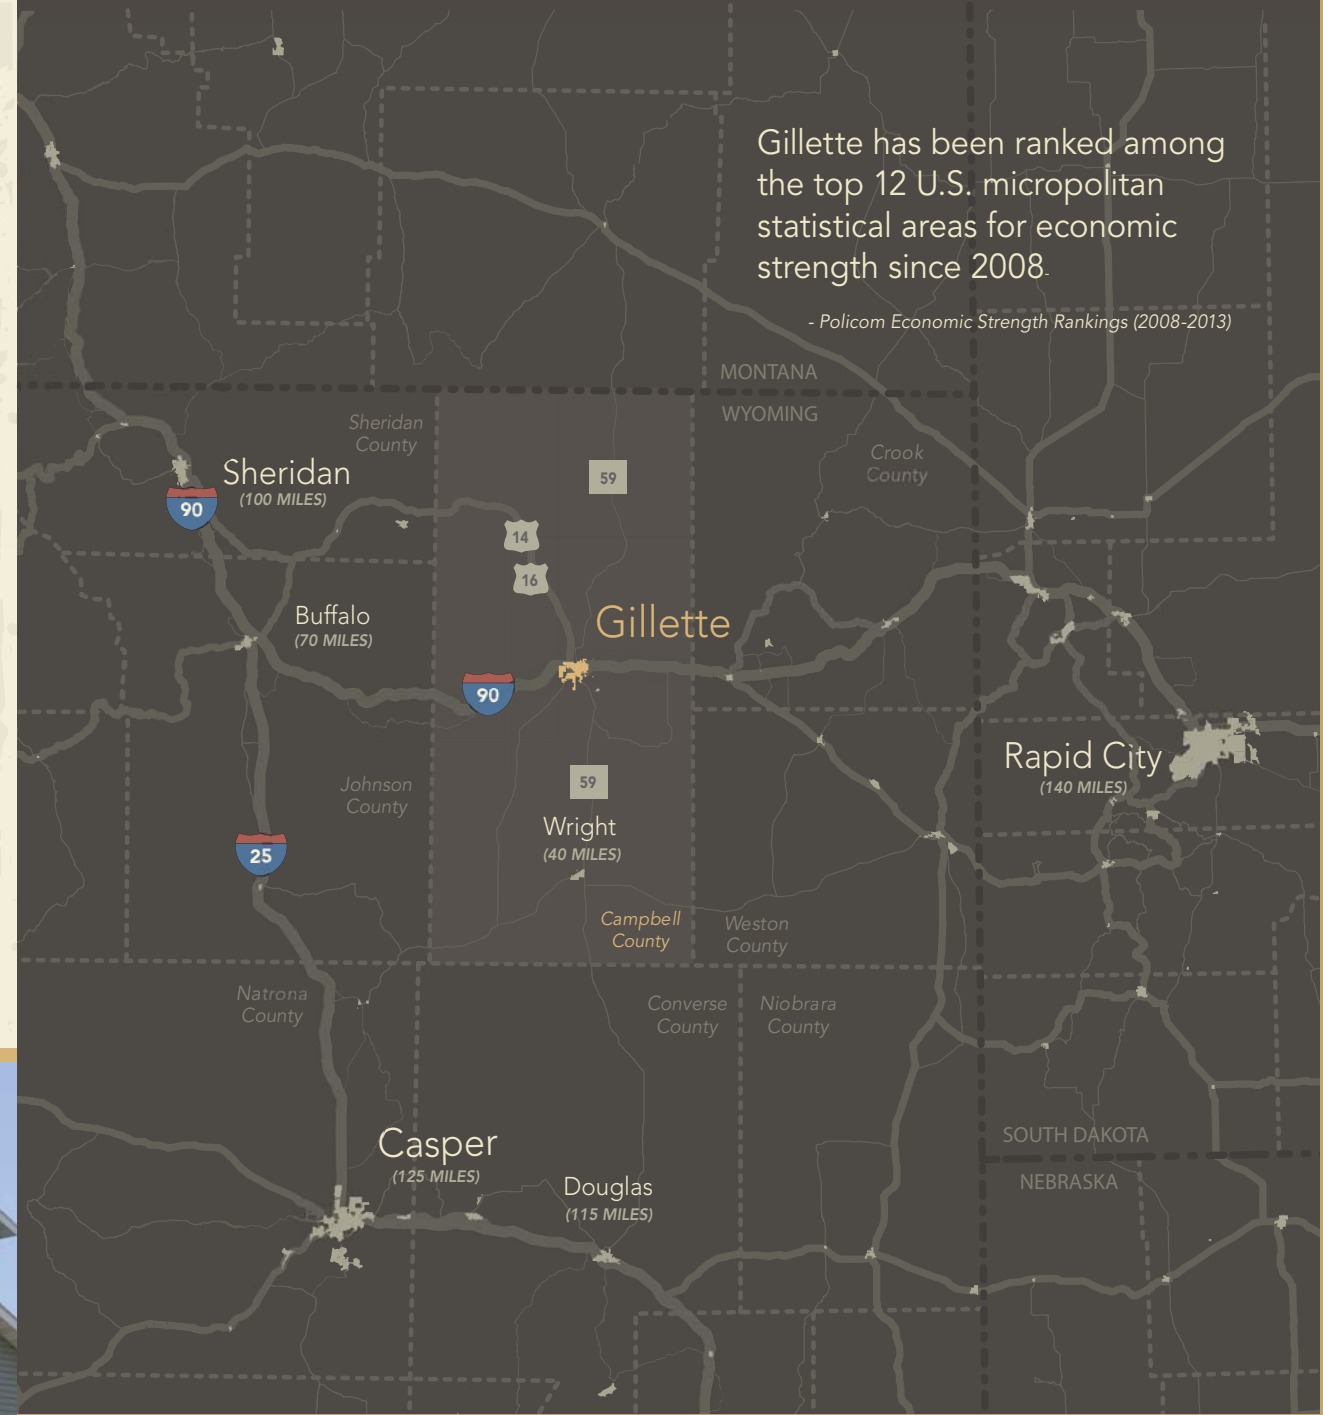 Gillette has been ranked among
the top 12 U.S. micropolitan
statistical areas for economic
strength since 2008.
- Policom Economic Strength Rankings (2008-2013)
MONTANA
WYOMING
Sheridan
County
Crook
County
Sheridan
(100 MILES)
90
59
14
16
Buffalo
(70 MILES)
Gillette
90
Rapid City
(140 MILES)
Johnson
County
59
Wright
(40 MILES)
25
Campbell
County
Weston
County
Natrona
County
Converse
County
Niobrara
County
Casper
(125 MILES)
Douglas
(115 MILES)
SOUTH DAKOTA
NEBRASKA